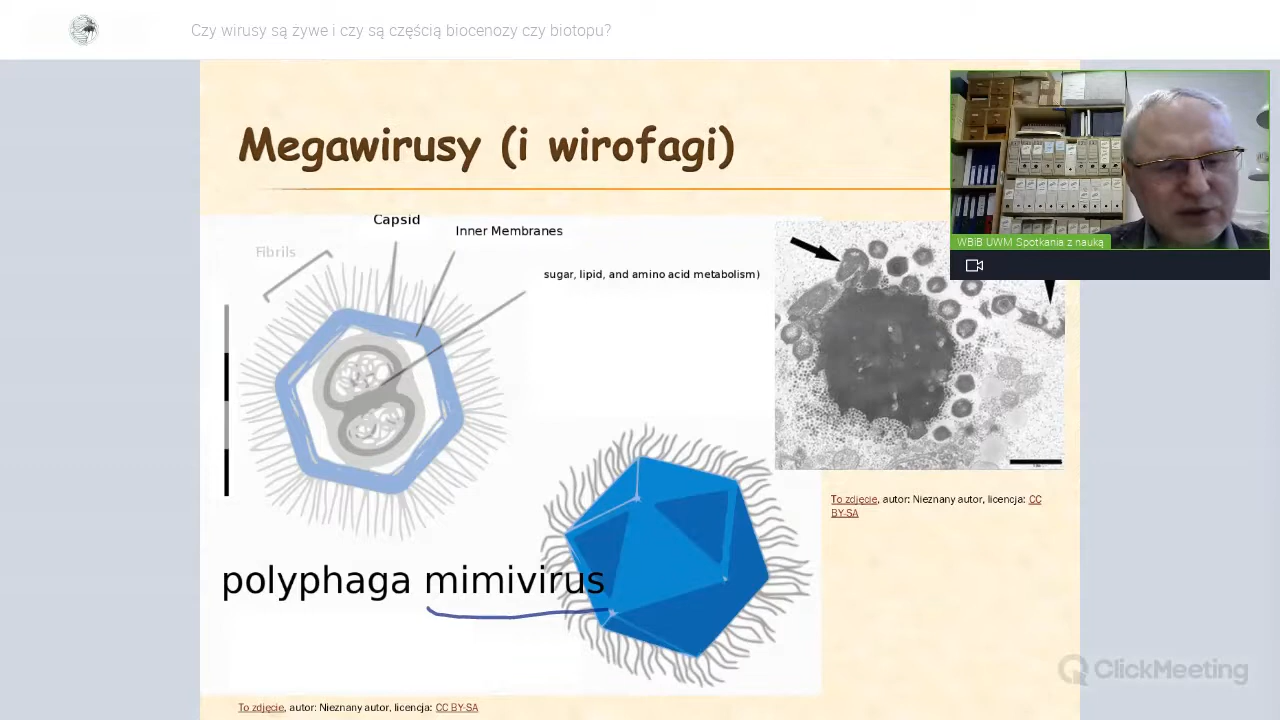 Czy wirusy są żywe i czy są częścią biocenozy czy biotopu?
Megawirusy (i wirofagi)
WBiB UWM Spotkania z nauką
Capsid
Inner Membranes
Fibrils
sugar, lipid, and amino acid metabolism)
To zdjęcie, autor: Nieznany autor, licencja: CC
BY-SA
polyphaga mimivirus
ClickMeeting
To zdjęcie, autor: Nieznany autor, licencja: CC BY-SA